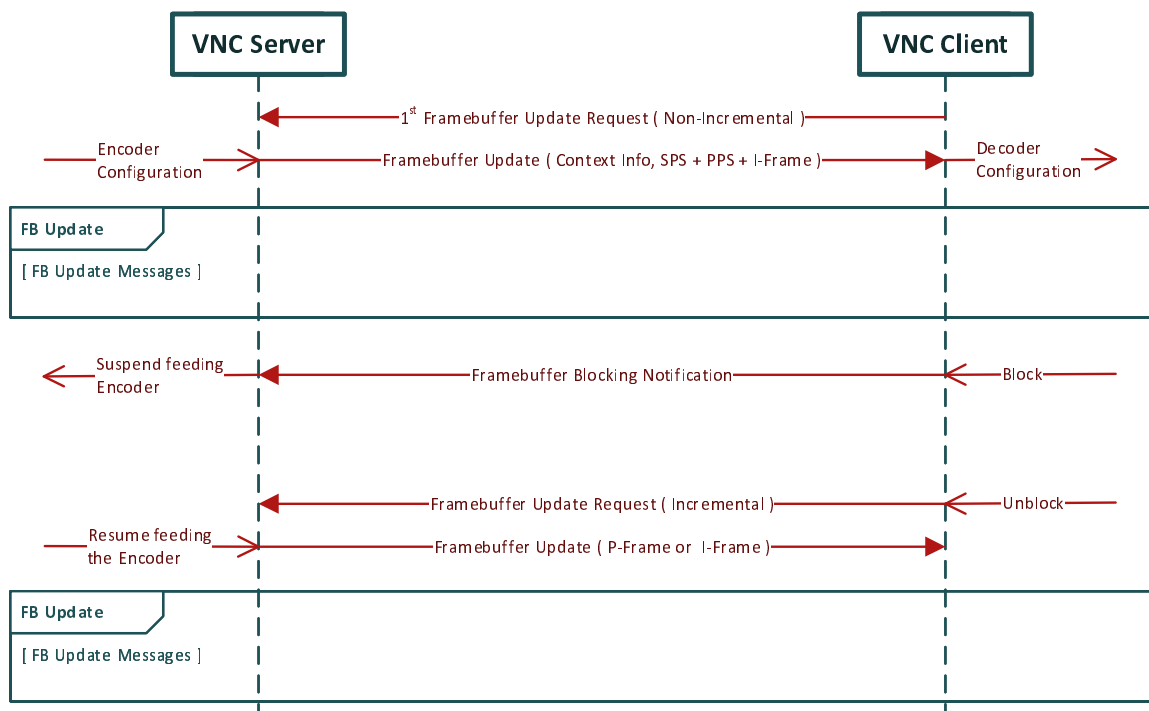 VNC Server
VNC Client
1st Framebuffer Update Request ( Non-Incremental )
Encoder
Configuration
Framebuffer Update ( Context Info, SPS + PPS + I-Frame )
Decoder
Configuration
FB Update
[ FB Update Messages ]
Suspend feeding
Encoder
Framebuffer Blocking Notification
Block
Framebuffer Update Request ( Incremental )
Unblock
Resume feeding
the Encoder
Framebuffer Update ( P-Frame or I-Frame )
FB Update
[ FB Update Messages ]